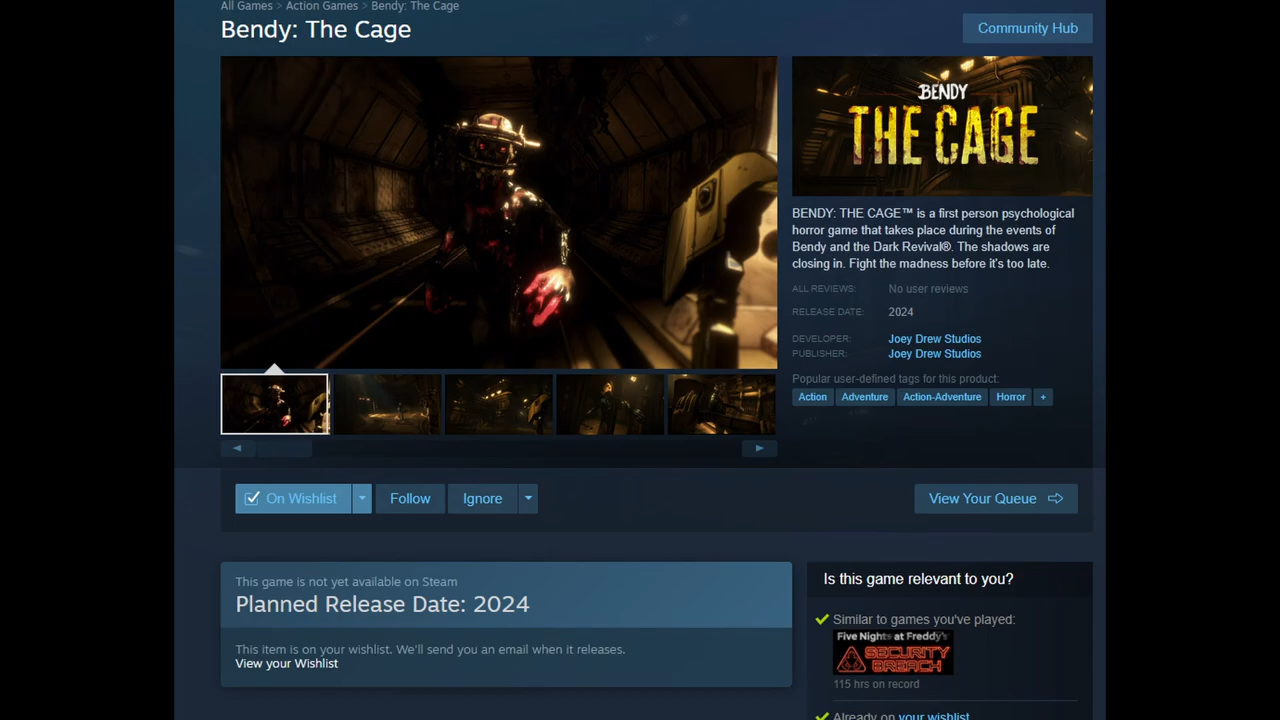 All Games > Action Games > Bendy: The Cage
Bendy: The Cage
Community Hub
BENDY
THE CAGE
BENDY: THE CAGE™ is a first person psychological
horror game that takes place during the events of
Bendy and the Dark Revival®. The shadows are
closing in. Fight the madness before it's too late.
ALL REVIEWS: No user reviews
RELEASE DATE: 2024
DEVELOPER: Joey Drew Studios
PUBLISHER: Joey Drew Studios
Popular user-defined tags for this product:
Action Adventure Action-Adventure Horror +
On Wishlist Follow Ignore View Your Queue
This game is not yet available on Steam
Planned Release Date: 2024
This item is on your wishlist. We'll send you an email when it releases.
View your Wishlist
Is this game relevant to you?
Similar to games you've played:
Five Nights at Freddy's
SECURITY
BREACH
115 hrs on record
Already on your wishlist